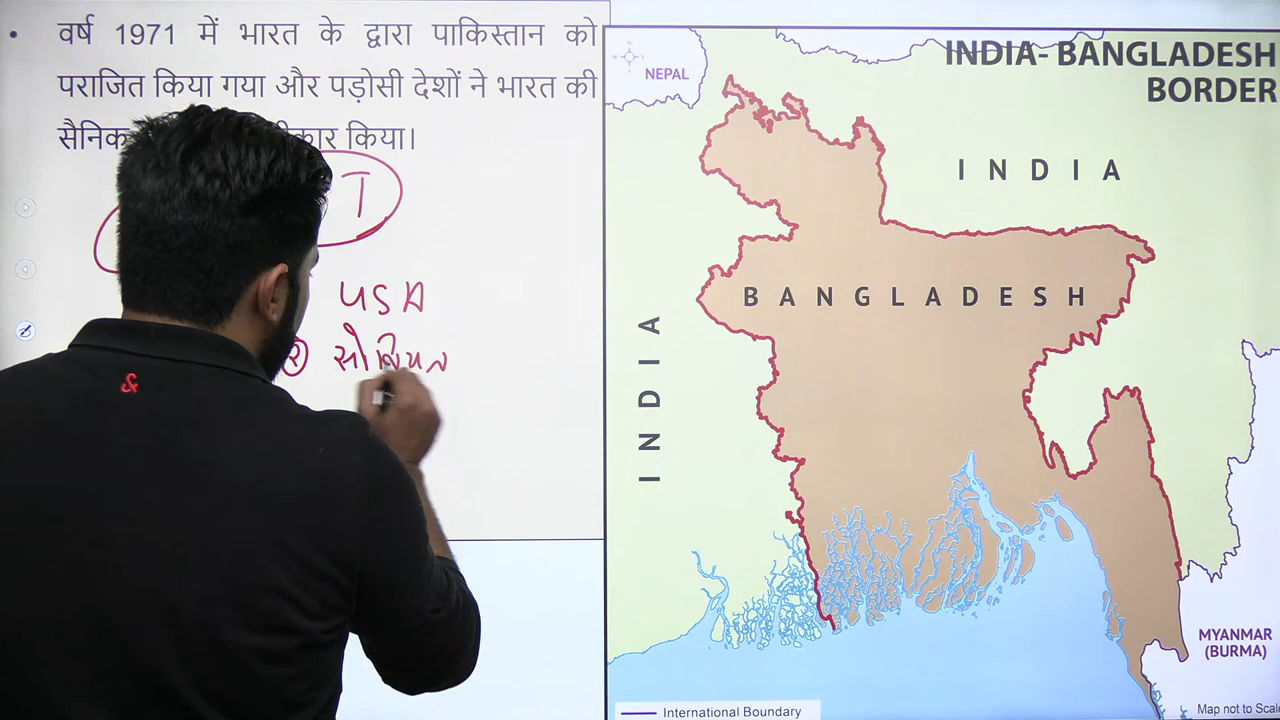 • वर्ष 1971 में भारत के द्वारा पाकिस्तान को
पराजित किया गया और पड़ोसी देशों ने भारत की
सैनिक किया।
T
USA
२ सोवियत
&
INDIA- BANGLADESH
BORDER
N
NEPAL
INDIA
BANGLADESH
INDIA
MYANMAR
(BURMA)
International Boundary
Map not to Scale